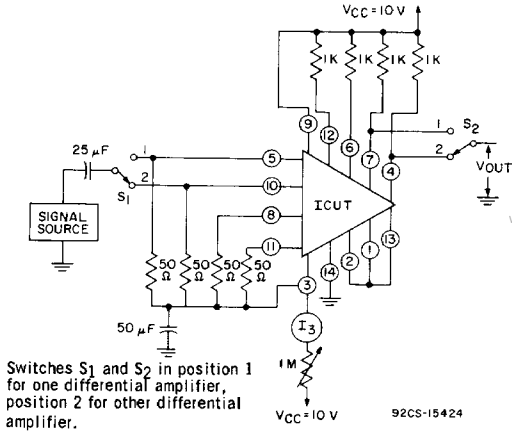 VCC=10 V
1K 1K 1K 1K
9 12 6 7 4
1 S2
2
VOUT
25 µF
1
2
S1
5
10
8
11
ICUT
SIGNAL
SOURCE
50 Ω 50 Ω 50 Ω 50 Ω
3 14 2 1 13
50 µF
I3
1M
VCC=10 V
92CS-15424
Switches S1 and S2 in position 1
for one differential amplifier,
position 2 for other differential
amplifier.